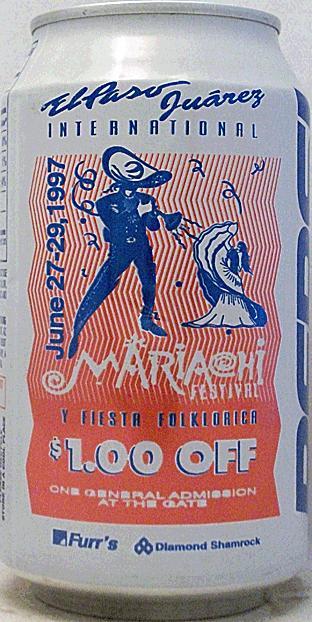 El Paso
Juárez
INTERNATIONAL
June 27-29, 1997
MARIACHI
FESTIVAL
Y FIESTA FOLKLORICA
$1.00 OFF
ONE GENERAL ADMISSION
AT THE GATE
Furr's
Diamond Shamrock